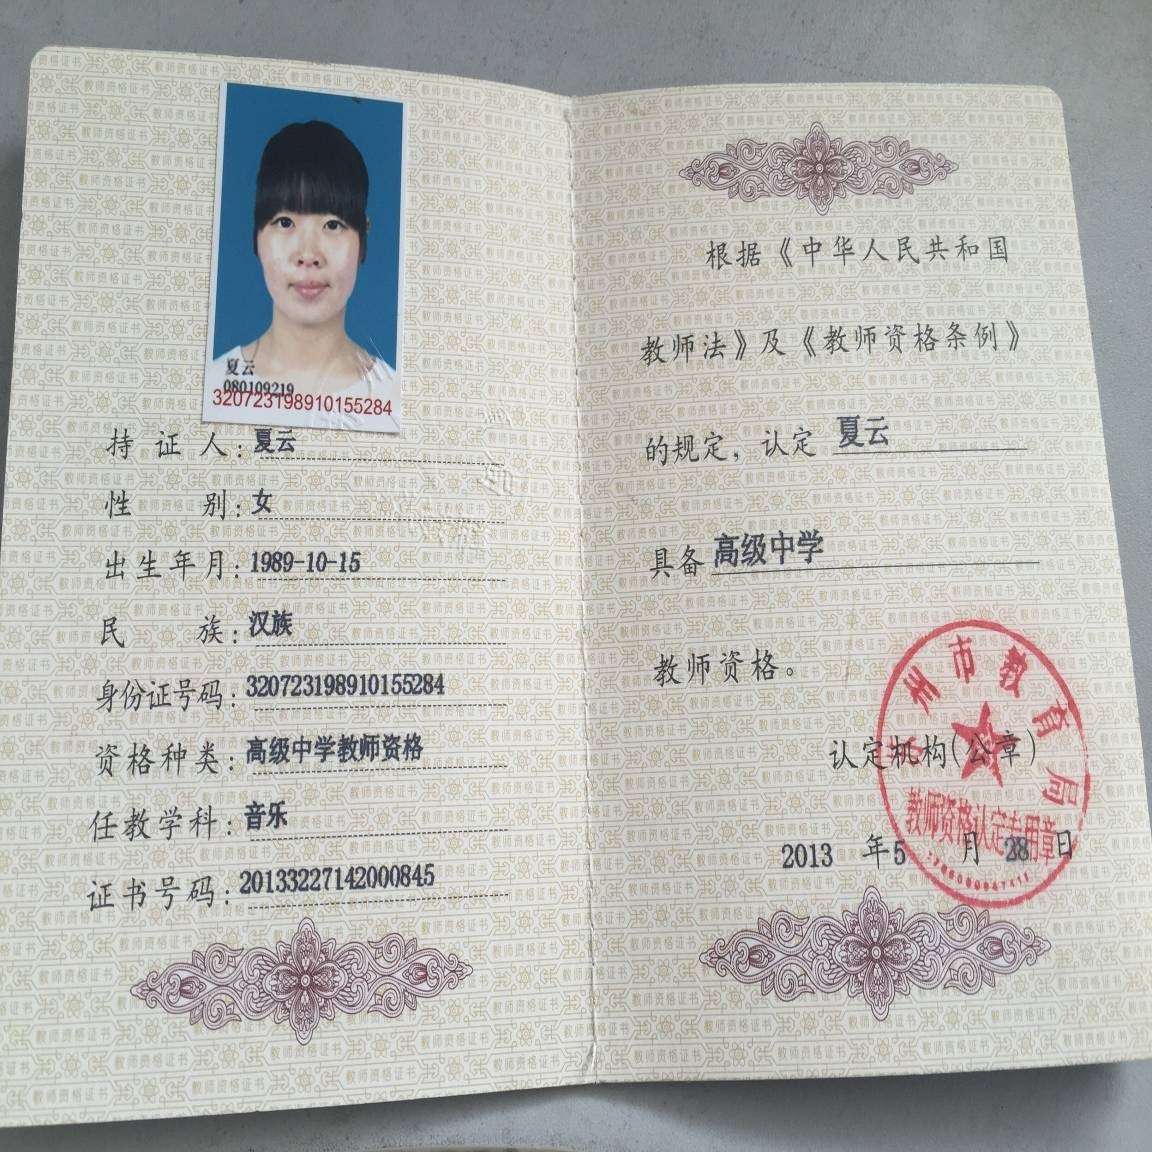 夏云
080109219
320723198910155284
持证人：夏云
性别：女
出生年月：1989-10-15
民族：汉族
身份证号码：320723198910155284
资格种类：高级中学教师资格
任教学科：音乐
证书号码：20133227142000845
根据《中华人民共和国
教师法》及《教师资格条例》
的规定，认定 夏云
具备 高级中学
教师资格。
认定机构(公章)
2013 年 5 月 28 日
州市教育局
教师资格认定专用章